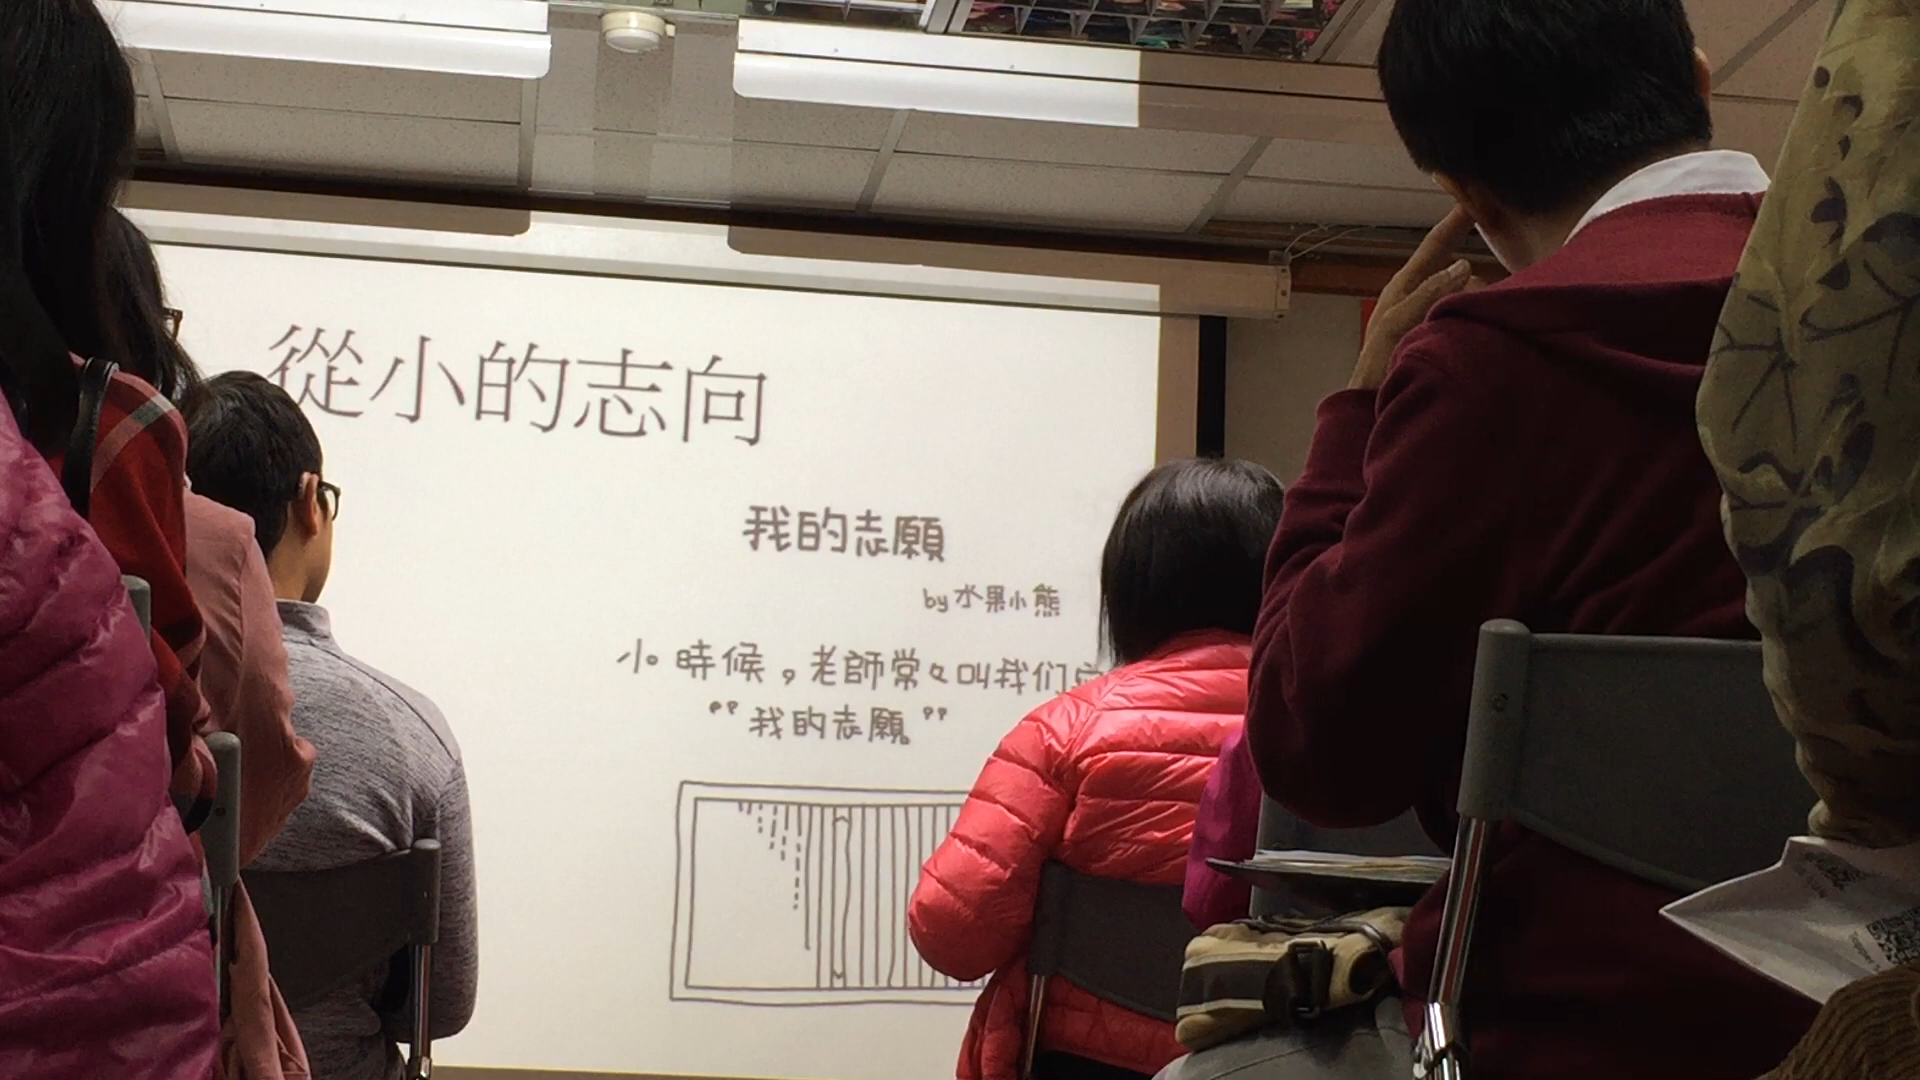 從小的志向
我的志願
by 水果小熊
小時候，老師常々叫我们
““我的志願””